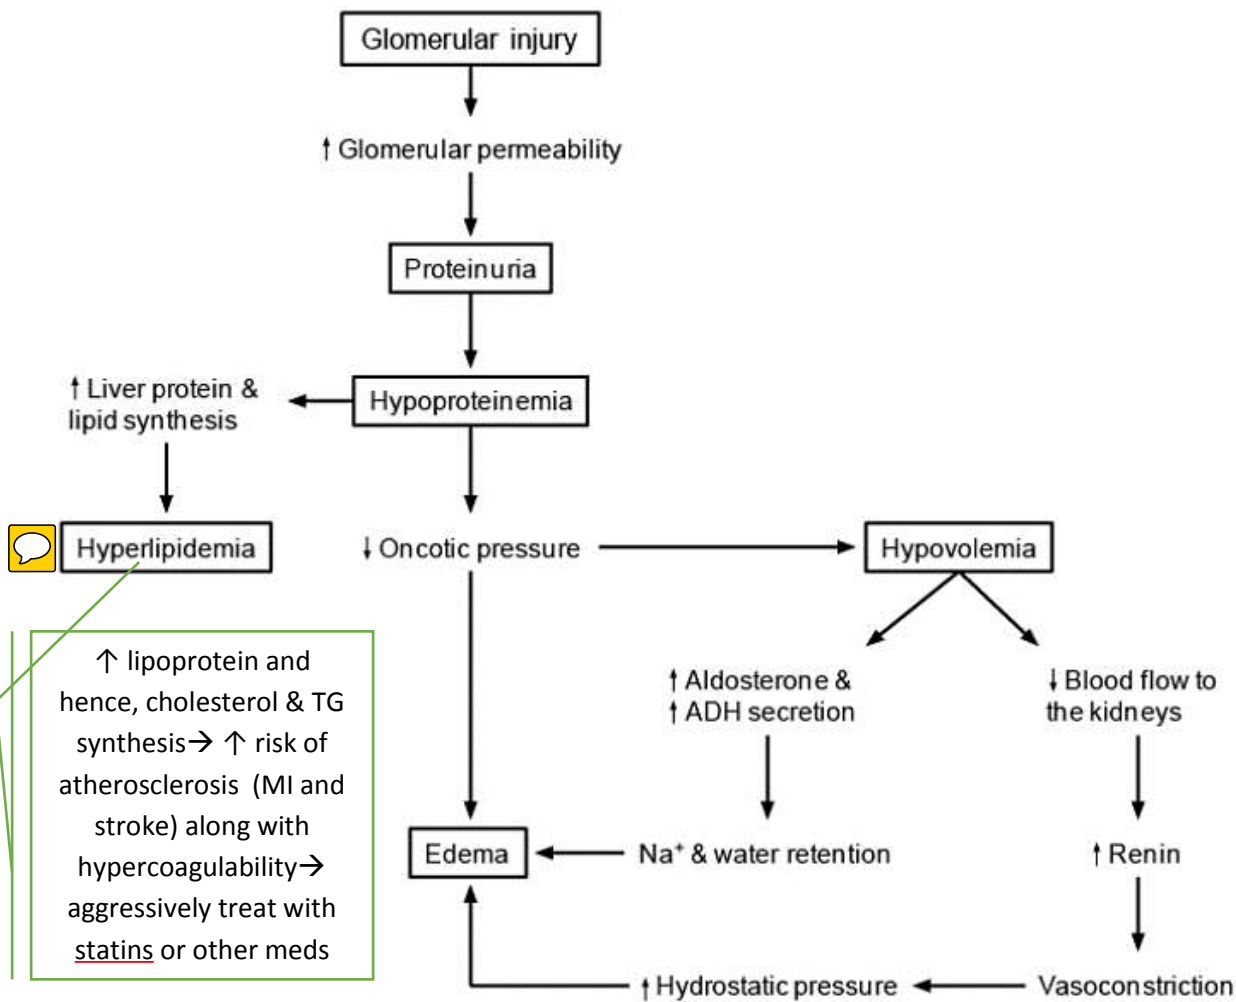 Glomerular injury
↑ Glomerular permeability
Proteinuria
Hypoproteinemia
↑ Liver protein &
lipid synthesis
Hyperlipidemia
↓ Oncotic pressure
Hypovolemia
↑ lipoprotein and
hence, cholesterol & TG
synthesis→ ↑ risk of
atherosclerosis (MI and
stroke) along with
hypercoagulability→
aggressively treat with
statins or other meds
↑ Aldosterone &
↑ ADH secretion
↓ Blood flow to
the kidneys
Edema
Na⁺ & water retention
↑ Renin
↑ Hydrostatic pressure
Vasoconstriction